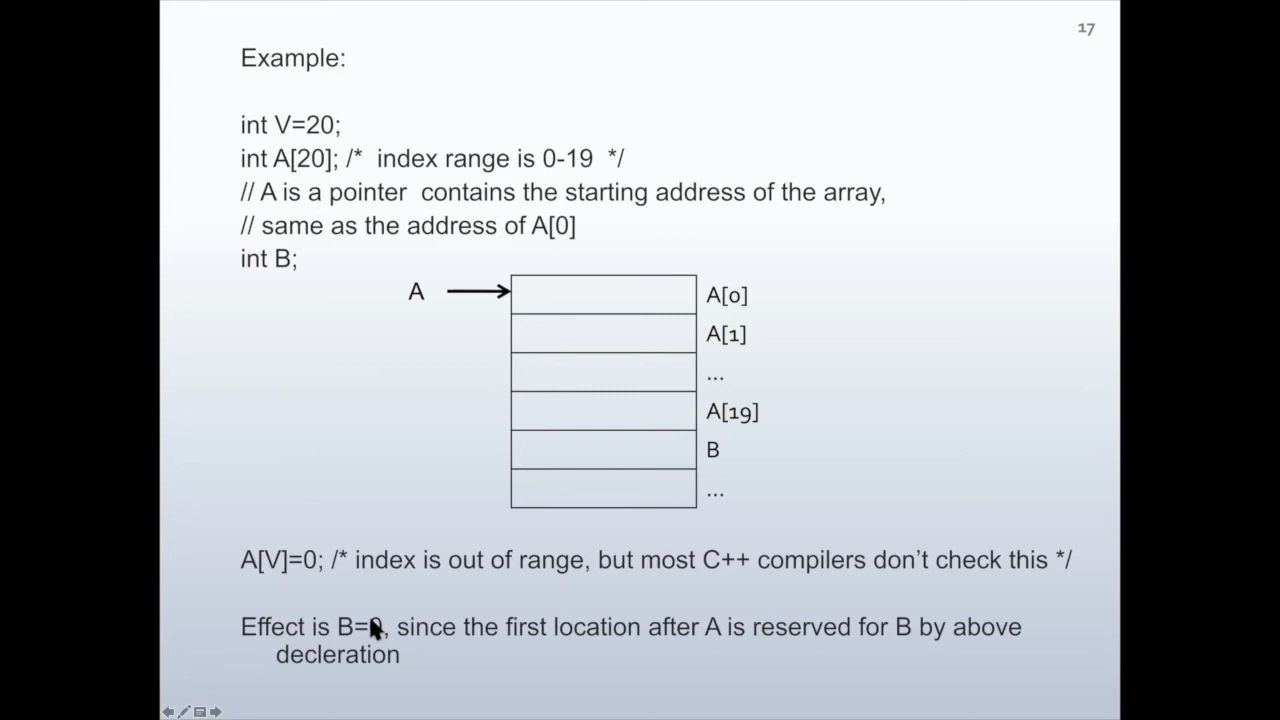 17
Example:
int V=20;
int A[20]; /* index range is 0-19 */
// A is a pointer contains the starting address of the array,
// same as the address of A[0]
int B;
A
A[0]
A[1]
...
A[19]
B
...
A[V]=0; /* index is out of range, but most C++ compilers don't check this */
Effect is B=0, since the first location after A is reserved for B by above
decleration